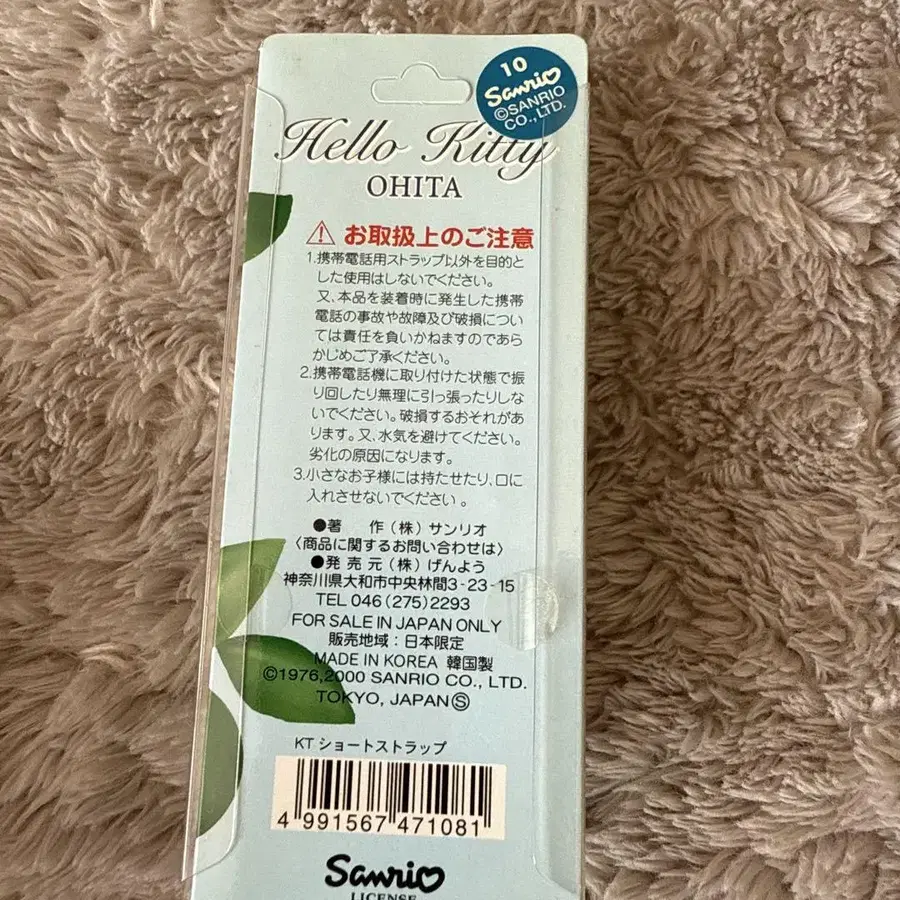 10
Sanrio
©SANRIO
CO.,LTD.
Hello Kitty
OHITA
お取扱上のご注意
1.携帯電話用ストラップ以外を目的と
した使用はしないでください。
又、本品を装着時に発生した携帯
電話の事故や故障及び破損につい
ては責任を負いかねますのであら
かじめご了承ください。
2.携帯電話機に取り付けた状態で振
り回したり無理に引っ張ったりしな
いでください。破損するおそれがあ
ります。又、水気を避けてください。
劣化の原因になります。
3.小さなお子様には持たせたり、口に
入れさせないでください。
●著　作(株)サンリオ
〈商品に関するお問い合わせは〉
●発売元(株)げんよう
神奈川県大和市中央林間3-23-15
TEL 046(275)2293
FOR SALE IN JAPAN ONLY
販売地域：日本限定
MADE IN KOREA 韓国製
©1976,2000 SANRIO CO., LTD.
TOKYO, JAPAN Ⓢ
KT ショートストラップ
4 991567 471081
Sanrio
LICENSE